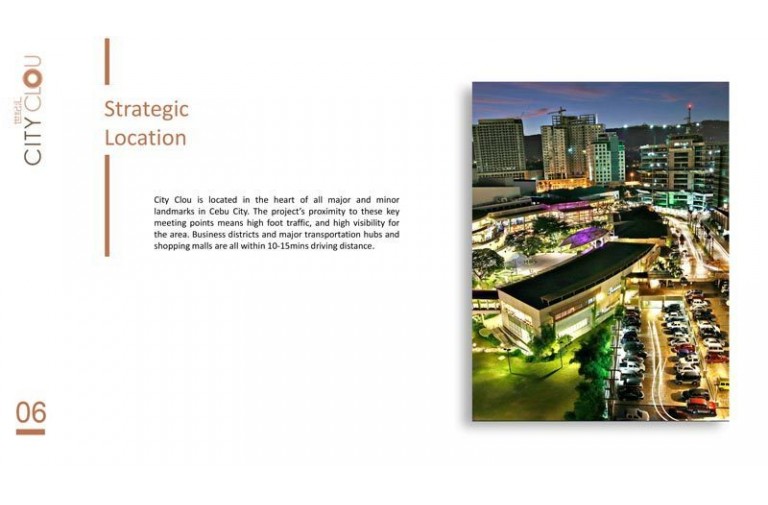 CITY CLOU
Strategic
Location
City Clou is located in the heart of all major and minor
landmarks in Cebu City. The project's proximity to these key
meeting points means high foot traffic, and high visibility for
the area. Business districts and major transportation hubs and
shopping malls are all within 10-15mins driving distance.
06